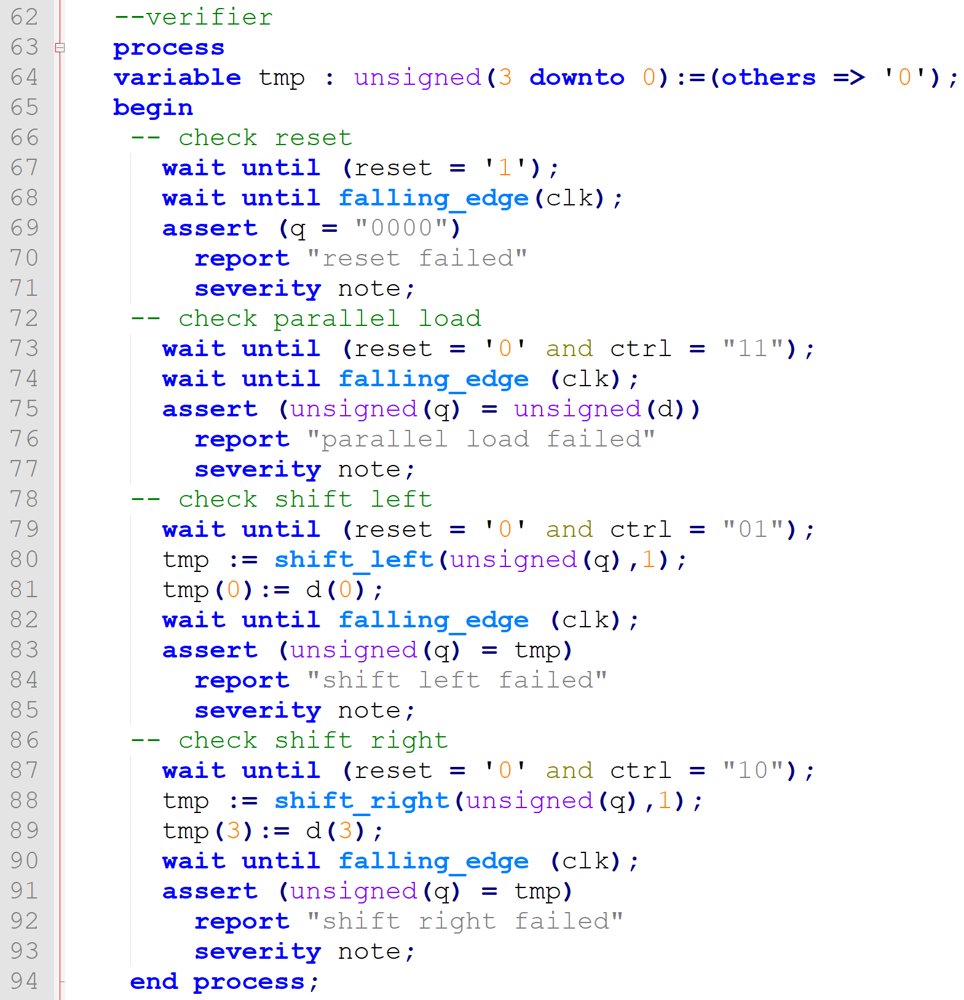 62 --verifier
63 process
64 variable tmp : unsigned(3 downto 0):=(others => '0');
65 begin
66 -- check reset
67 wait until (reset = '1');
68 wait until falling_edge(clk);
69 assert (q = "0000")
70 report "reset failed"
71 severity note;
72 -- check parallel load
73 wait until (reset = '0' and ctrl = "11");
74 wait until falling_edge (clk);
75 assert (unsigned(q) = unsigned(d))
76 report "parallel load failed"
77 severity note;
78 -- check shift left
79 wait until (reset = '0' and ctrl = "01");
80 tmp := shift_left(unsigned(q),1);
81 tmp(0):= d(0);
82 wait until falling_edge (clk);
83 assert (unsigned(q) = tmp)
84 report "shift left failed"
85 severity note;
86 -- check shift right
87 wait until (reset = '0' and ctrl = "10");
88 tmp := shift_right(unsigned(q),1);
89 tmp(3):= d(3);
90 wait until falling_edge (clk);
91 assert (unsigned(q) = tmp)
92 report "shift right failed"
93 severity note;
94 end process;